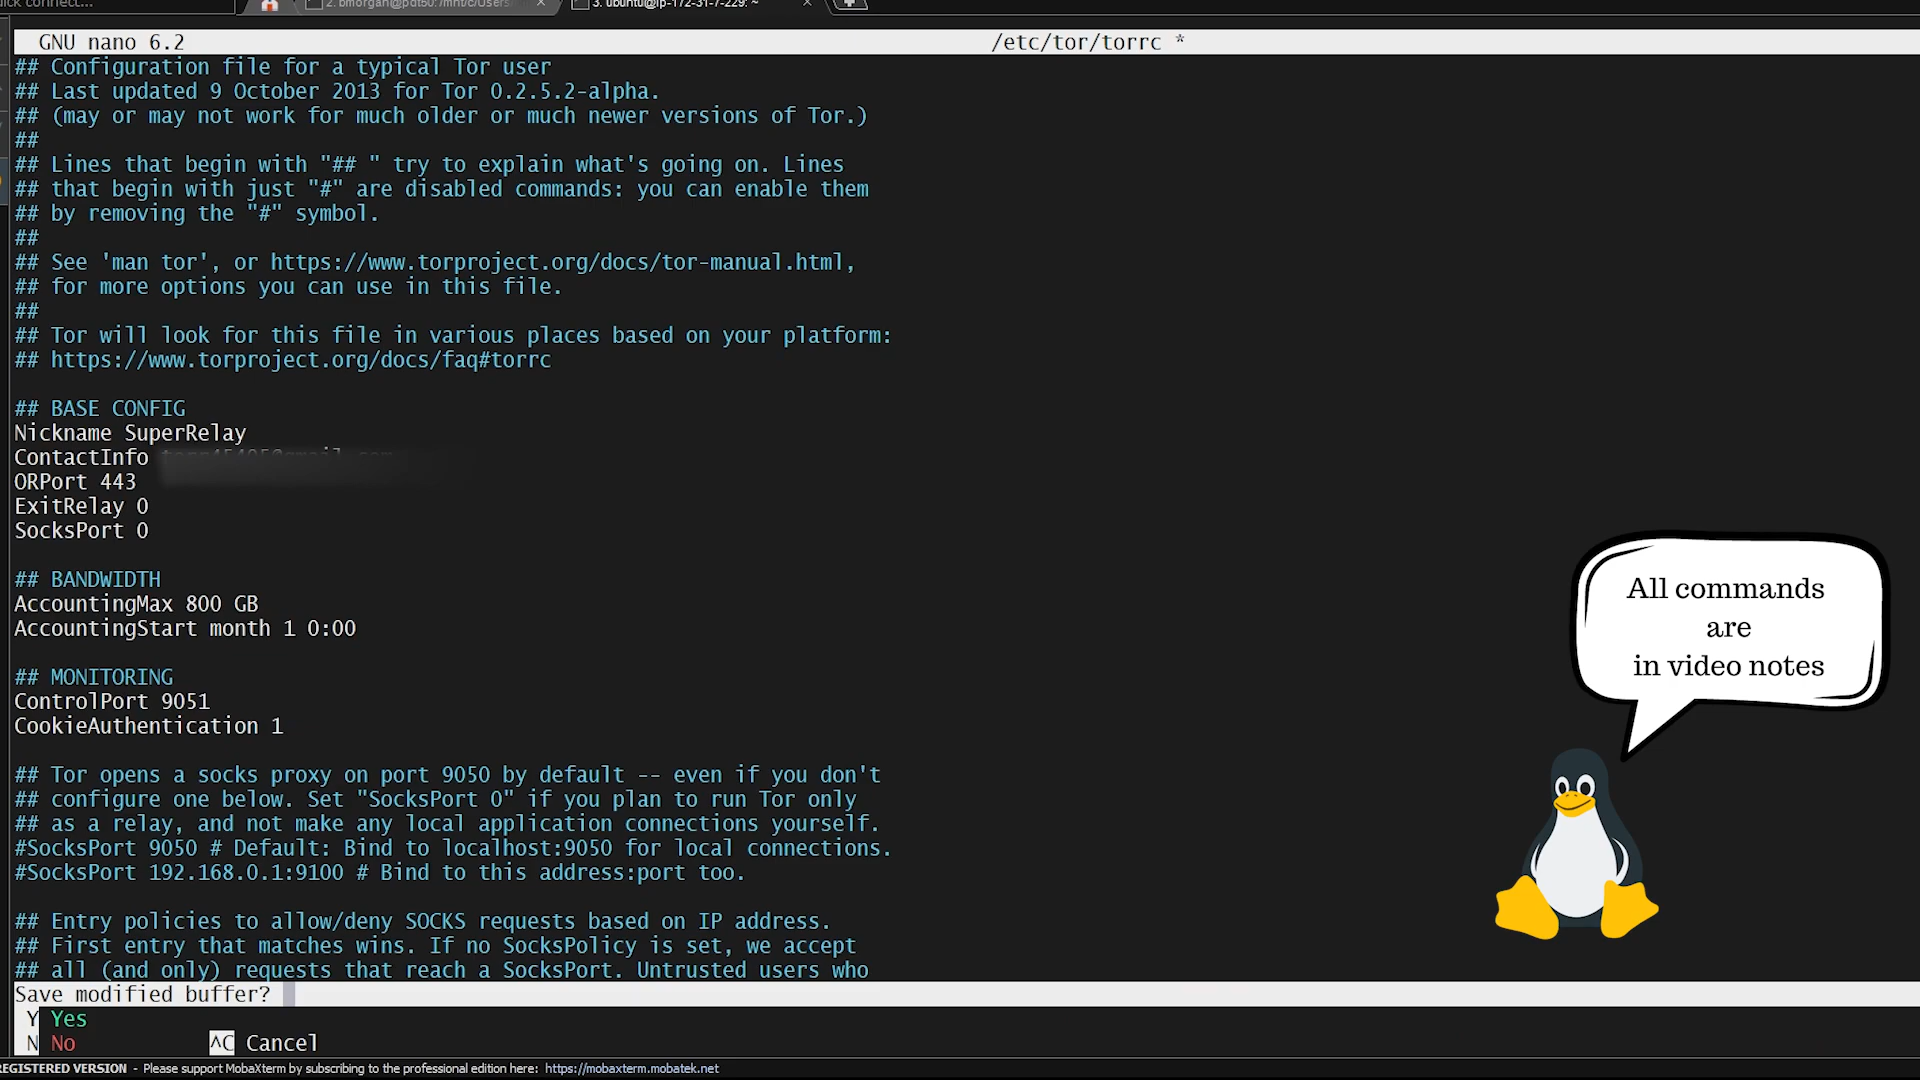 2. bmorgan@pdt50: /mnt/c/Users/
3. ubuntu@ip-172-31-7-229: ~
GNU nano 6.2 /etc/tor/torrc *
## Configuration file for a typical Tor user
## Last updated 9 October 2013 for Tor 0.2.5.2-alpha.
## (may or may not work for much older or much newer versions of Tor.)
##
## Lines that begin with "## " try to explain what's going on. Lines
## that begin with just "#" are disabled commands: you can enable them
## by removing the "#" symbol.
##
## See 'man tor', or https://www.torproject.org/docs/tor-manual.html,
## for more options you can use in this file.
##
## Tor will look for this file in various places based on your platform:
## https://www.torproject.org/docs/faq#torrc
## BASE CONFIG
Nickname SuperRelay
ContactInfo
ORPort 443
ExitRelay 0
SocksPort 0
## BANDWIDTH
AccountingMax 800 GB
AccountingStart month 1 0:00
## MONITORING
ControlPort 9051
CookieAuthentication 1
## Tor opens a socks proxy on port 9050 by default -- even if you don't
## configure one below. Set "SocksPort 0" if you plan to run Tor only
## as a relay, and not make any local application connections yourself.
#SocksPort 9050 # Default: Bind to localhost:9050 for local connections.
#SocksPort 192.168.0.1:9100 # Bind to this address:port too.
## Entry policies to allow/deny SOCKS requests based on IP address.
## First entry that matches wins. If no SocksPolicy is set, we accept
## all (and only) requests that reach a SocksPort. Untrusted users who
Save modified buffer?
Y Yes
N No ^C Cancel
REGISTERED VERSION - Please support MobaXterm by subscribing to the professional edition here: https://mobaxterm.mobatek.net
All commands
are
in video notes